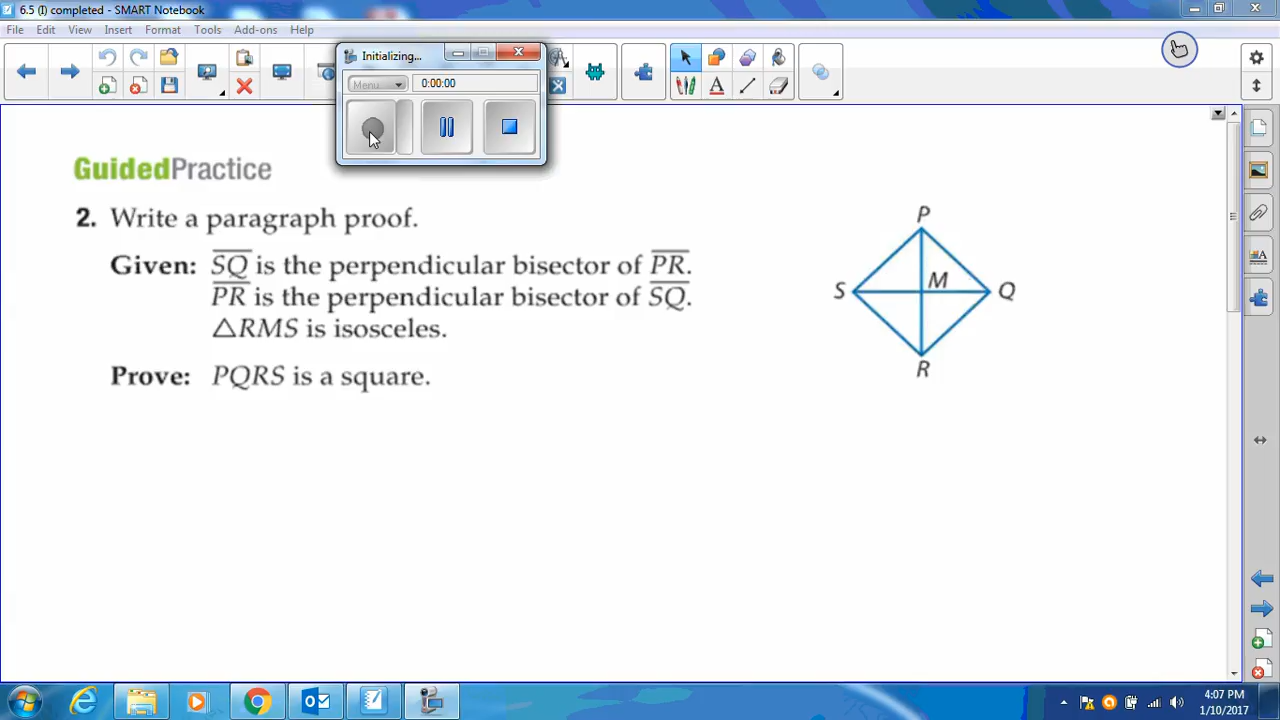 6.5 (I) completed - SMART Notebook
File Edit View Insert Format Tools Add-ons Help
Initializing...
Menu 0:00:00
GuidedPractice
2. Write a paragraph proof.
Given: SQ is the perpendicular bisector of PR.
PR is the perpendicular bisector of SQ.
△RMS is isosceles.
Prove: PQRS is a square.
P
M
S
Q
R
4:07 PM
1/10/2017